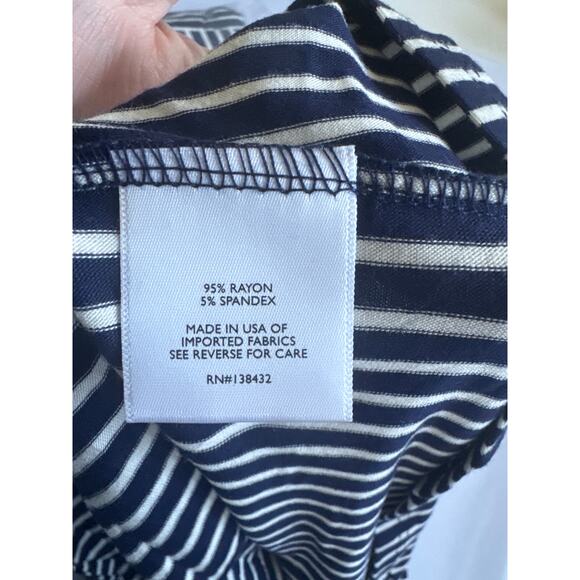 95% RAYON
5% SPANDEX
MADE IN USA OF
IMPORTED FABRICS
SEE REVERSE FOR CARE
RN#138432